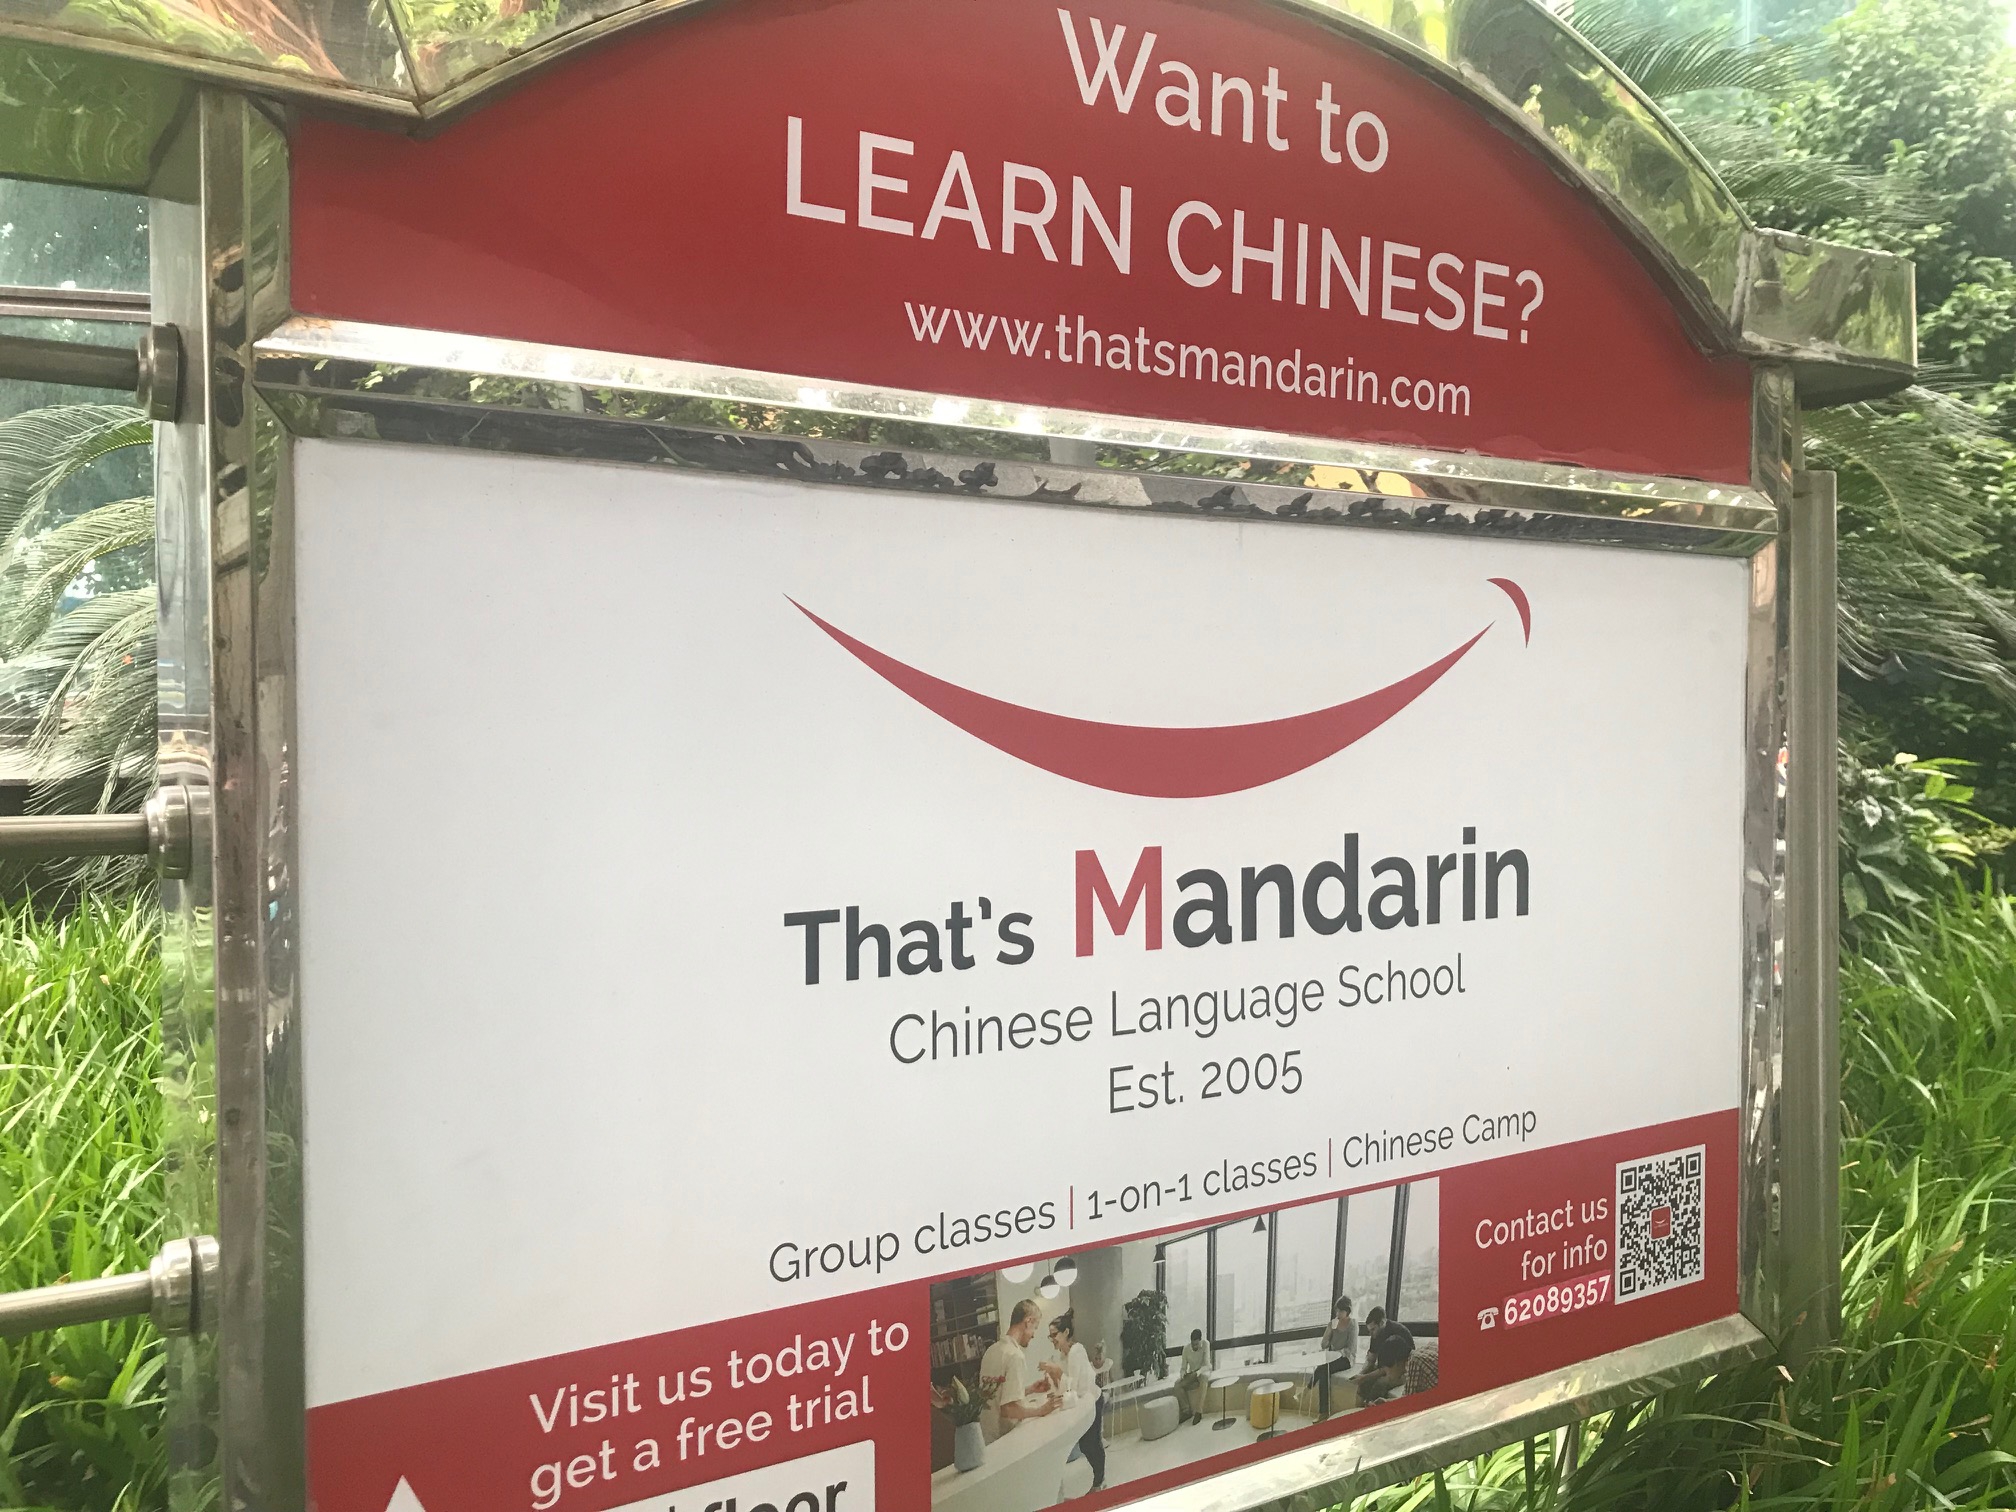 Want to
LEARN CHINESE?
www.thatsmandarin.com
That's Mandarin
Chinese Language School
Est. 2005
Group classes | 1-on-1 classes | Chinese Camp
Visit us today to
get a free trial
floor
Contact us
for info
62089357